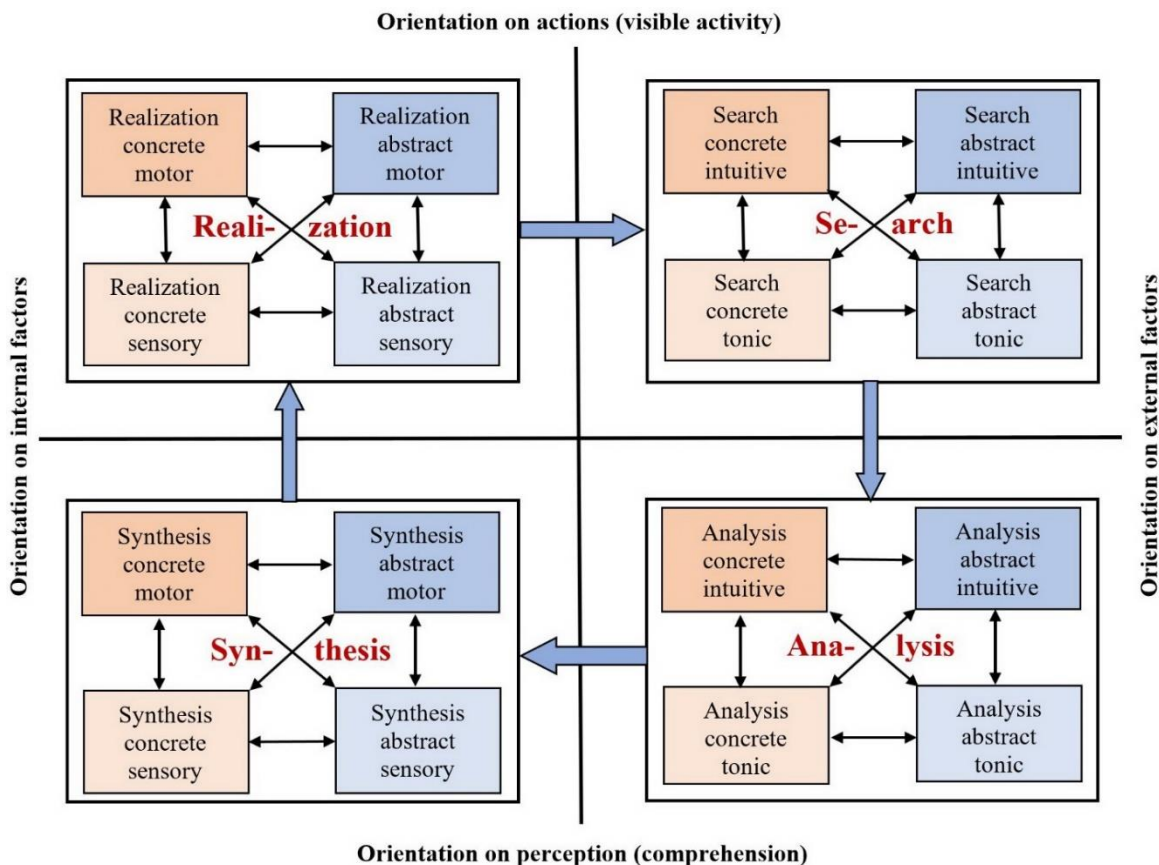 Orientation on actions (visible activity)
Orientation on internal factors
Realization
concrete
motor
Realization
abstract
motor
Reali- zation
Realization
concrete
sensory
Realization
abstract
sensory
Search
concrete
intuitive
Search
abstract
intuitive
Se- arch
Search
concrete
tonic
Search
abstract
tonic
Orientation on external factors
Synthesis
concrete
motor
Synthesis
abstract
motor
Syn- thesis
Synthesis
concrete
sensory
Synthesis
abstract
sensory
Analysis
concrete
intuitive
Analysis
abstract
intuitive
Ana- lysis
Analysis
concrete
tonic
Analysis
abstract
tonic
Orientation on perception (comprehension)